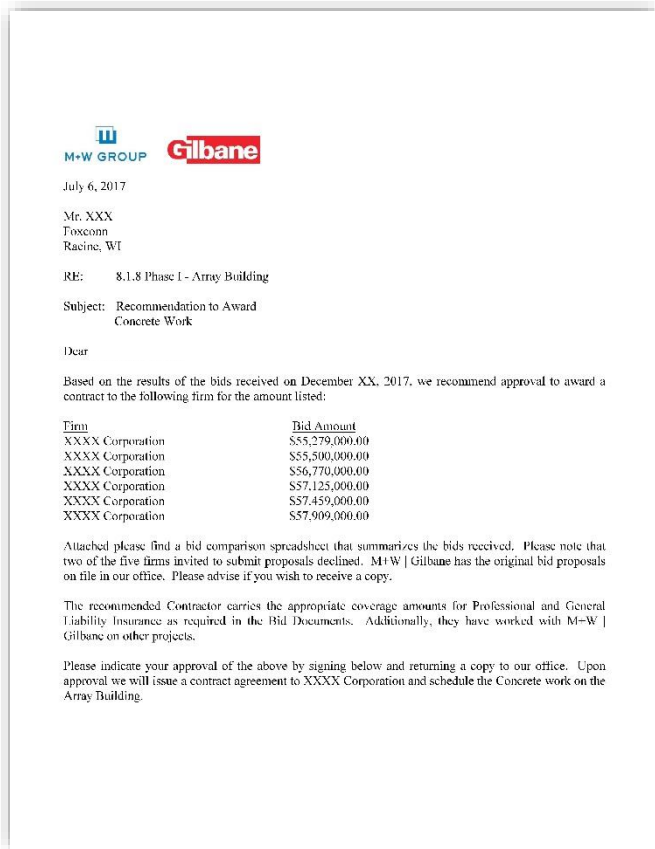 M+W GROUP Gilbane
July 6, 2017
Mr. XXX
Foxconn
Racine, WI
RE: 8.1.8 Phase I - Array Building
Subject: Recommendation to Award
Concrete Work
Dear
Based on the results of the bids received on December XX, 2017, we recommend approval to award a
contract to the following firm for the amount listed:
Firm Bid Amount
XXXX Corporation $55,279,000.00
XXXX Corporation $55,500,000.00
XXXX Corporation $56,770,000.00
XXXX Corporation $57,125,000.00
XXXX Corporation $57,459,000.00
XXXX Corporation $57,909,000.00
Attached please find a bid comparison spreadsheet that summarizes the bids received. Please note that
two of the five firms invited to submit proposals declined. M+W | Gilbane has the original bid proposals
on file in our office. Please advise if you wish to receive a copy.
The recommended Contractor carries the appropriate coverage amounts for Professional and General
Liability Insurance as required in the Bid Documents. Additionally, they have worked with M+W |
Gilbane on other projects.
Please indicate your approval of the above by signing below and returning a copy to our office. Upon
approval we will issue a contract agreement to XXXX Corporation and schedule the Concrete work on the
Array Building.